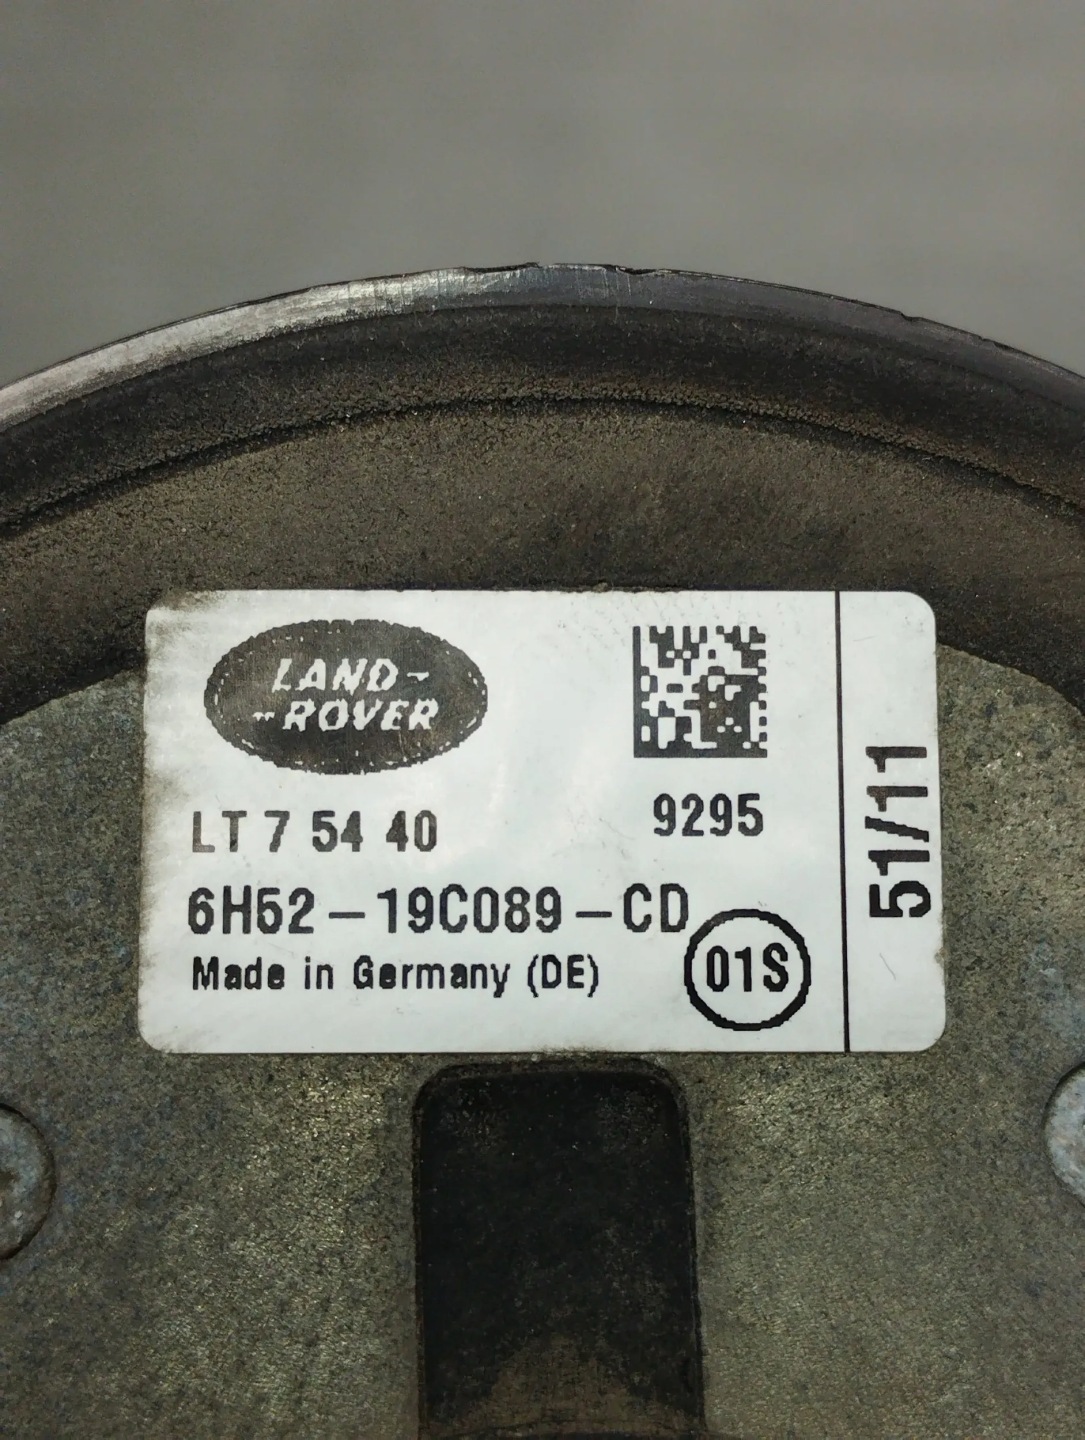 LAND-
-ROVER
LT 7 54 40
9295
6H52-19C089-CD
Made in Germany (DE)
01S
51/11